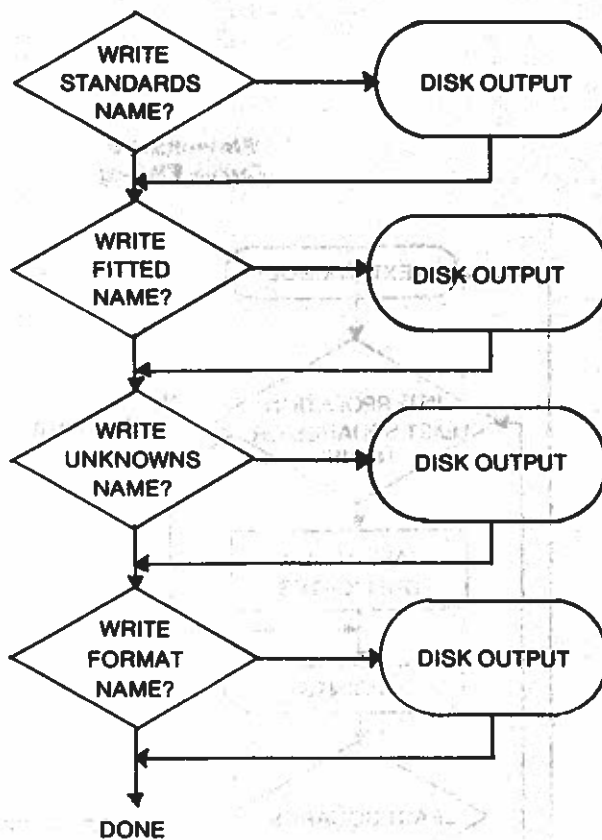 WRITE
STANDARDS
NAME?
DISK OUTPUT
WRITE
FITTED
NAME?
DISK OUTPUT
WRITE
UNKNOWNS
NAME?
DISK OUTPUT
WRITE
FORMAT
NAME?
DISK OUTPUT
DONE